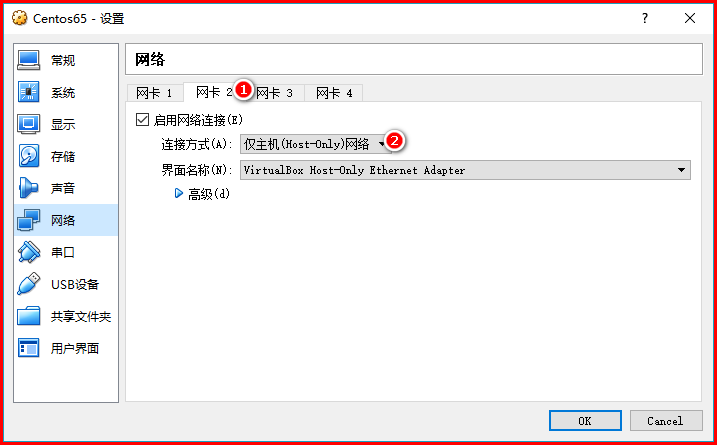 Centos65 - 设置
?
常规
系统
显示
存储
声音
网络
串口
USB设备
共享文件夹
用户界面
网络
网卡 1
网卡 2
1
网卡 3
网卡 4
启用网络连接(E)
连接方式(A): 仅主机(Host-Only)网络 2
界面名称(N): VirtualBox Host-Only Ethernet Adapter
高级(d)
OK
Cancel